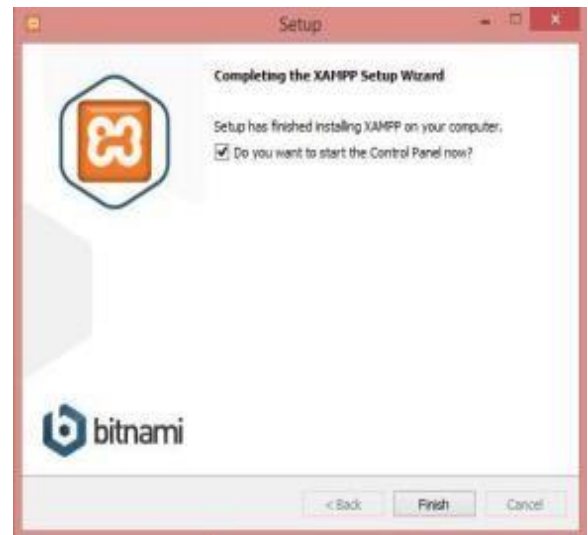 Setup
Completing the XAMPP Setup Wizard
Setup has finished installing XAMPP on your computer.
Do you want to start the Control Panel now?
bitnami
< Back
Finish
Cancel